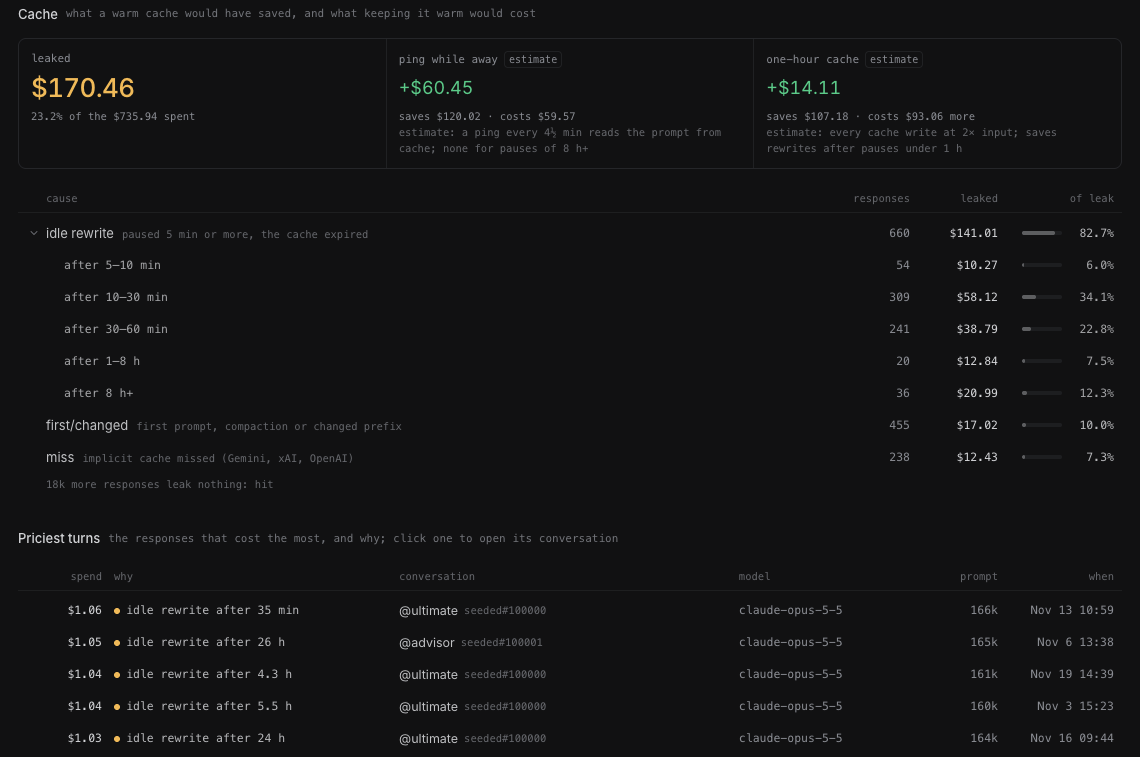 Cache what a warm cache would have saved, and what keeping it warm would cost
leaked
$170.46
23.2% of the $735.94 spent
ping while away estimate
+$60.45
saves $120.02 · costs $59.57
estimate: a ping every 4½ min reads the prompt from
cache; none for pauses of 8 h+
one-hour cache estimate
+$14.11
saves $107.18 · costs $93.06 more
estimate: every cache write at 2× input; saves
rewrites after pauses under 1 h
cause responses leaked of leak
idle rewrite paused 5 min or more, the cache expired 660 $141.01 82.7%
after 5–10 min 54 $10.27 6.0%
after 10–30 min 309 $58.12 34.1%
after 30–60 min 241 $38.79 22.8%
after 1–8 h 20 $12.84 7.5%
after 8 h+ 36 $20.99 12.3%
first/changed first prompt, compaction or changed prefix 455 $17.02 10.0%
miss implicit cache missed (Gemini, xAI, OpenAI) 238 $12.43 7.3%
18k more responses leak nothing: hit
Priciest turns the responses that cost the most, and why; click one to open its conversation
spend why conversation model prompt when
$1.06 idle rewrite after 35 min @ultimate seeded#100000 claude-opus-5-5 166k Nov 13 10:59
$1.05 idle rewrite after 26 h @advisor seeded#100001 claude-opus-5-5 165k Nov 6 13:38
$1.04 idle rewrite after 4.3 h @ultimate seeded#100000 claude-opus-5-5 161k Nov 19 14:39
$1.04 idle rewrite after 5.5 h @ultimate seeded#100000 claude-opus-5-5 160k Nov 3 15:23
$1.03 idle rewrite after 24 h @ultimate seeded#100000 claude-opus-5-5 164k Nov 16 09:44